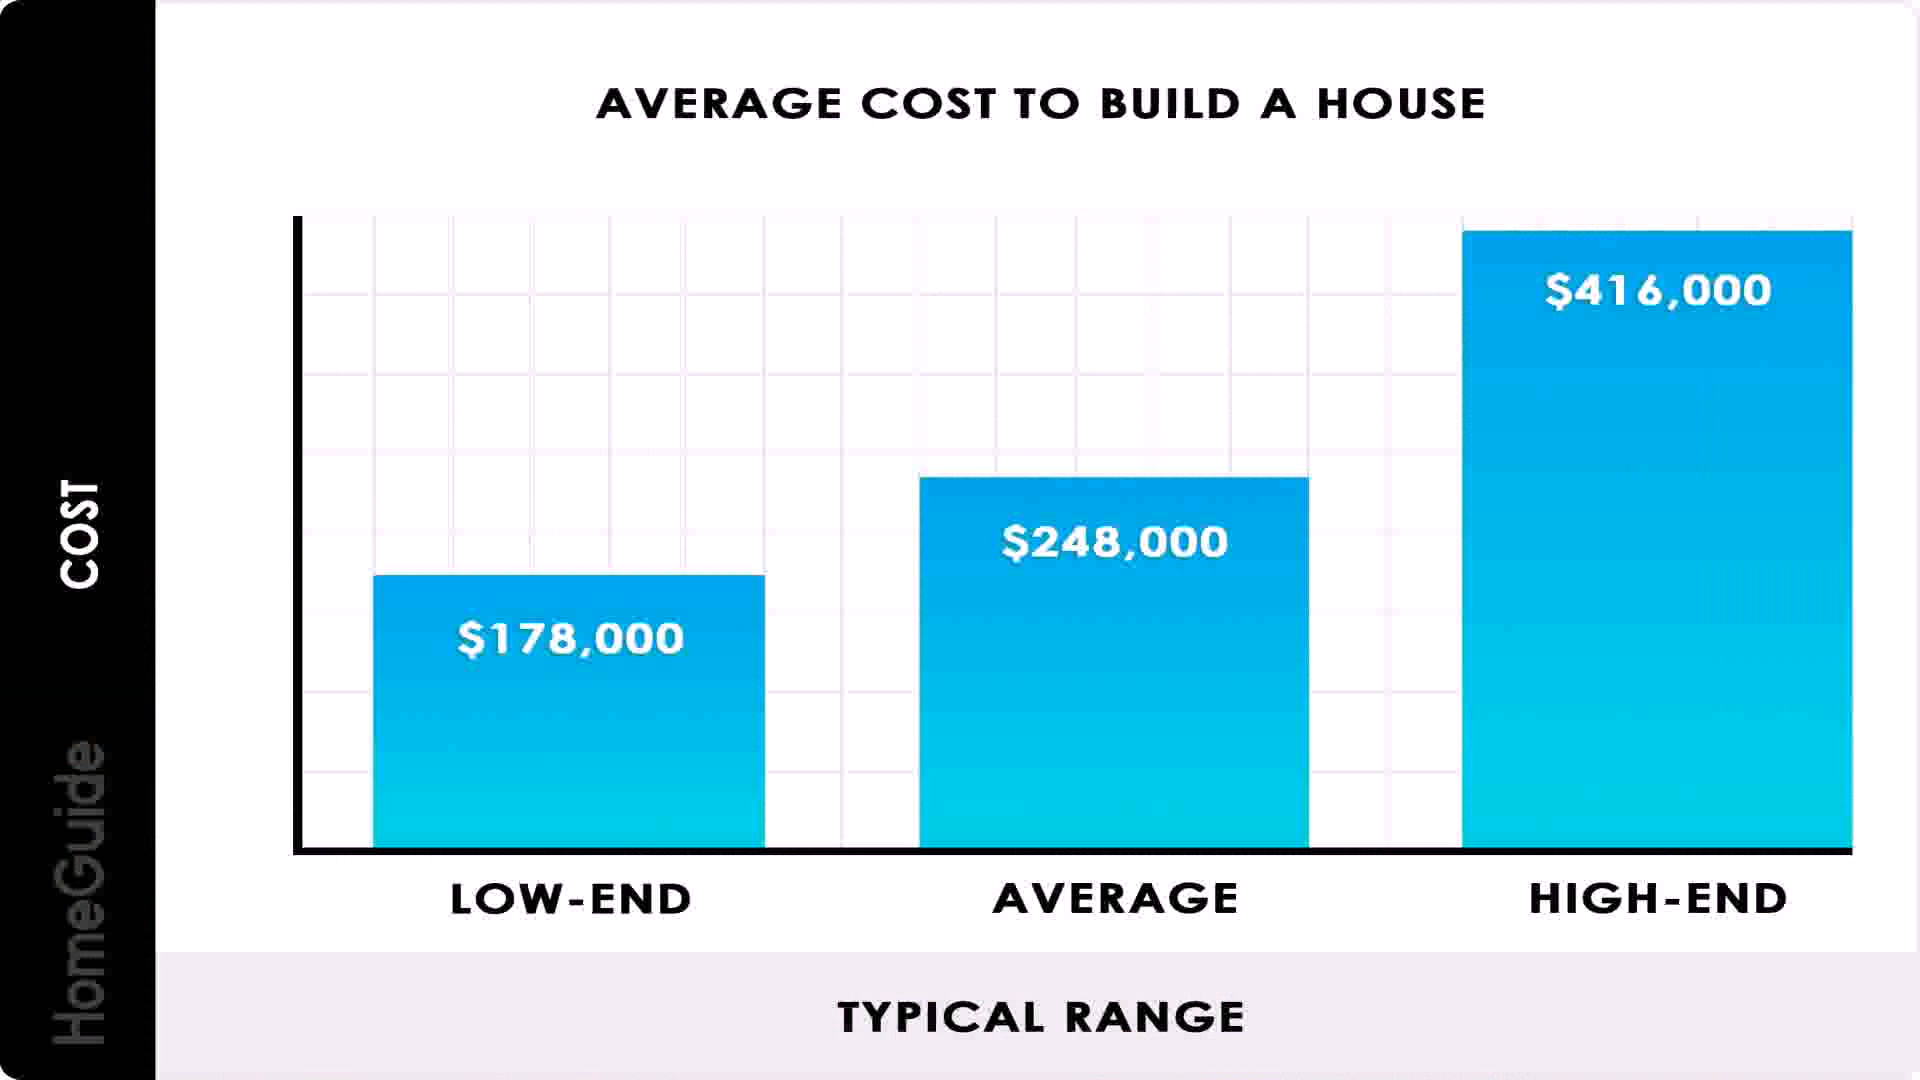 AVERAGE COST TO BUILD A HOUSE
COST
$178,000
$248,000
$416,000
LOW-END
AVERAGE
HIGH-END
TYPICAL RANGE
HomeGuide